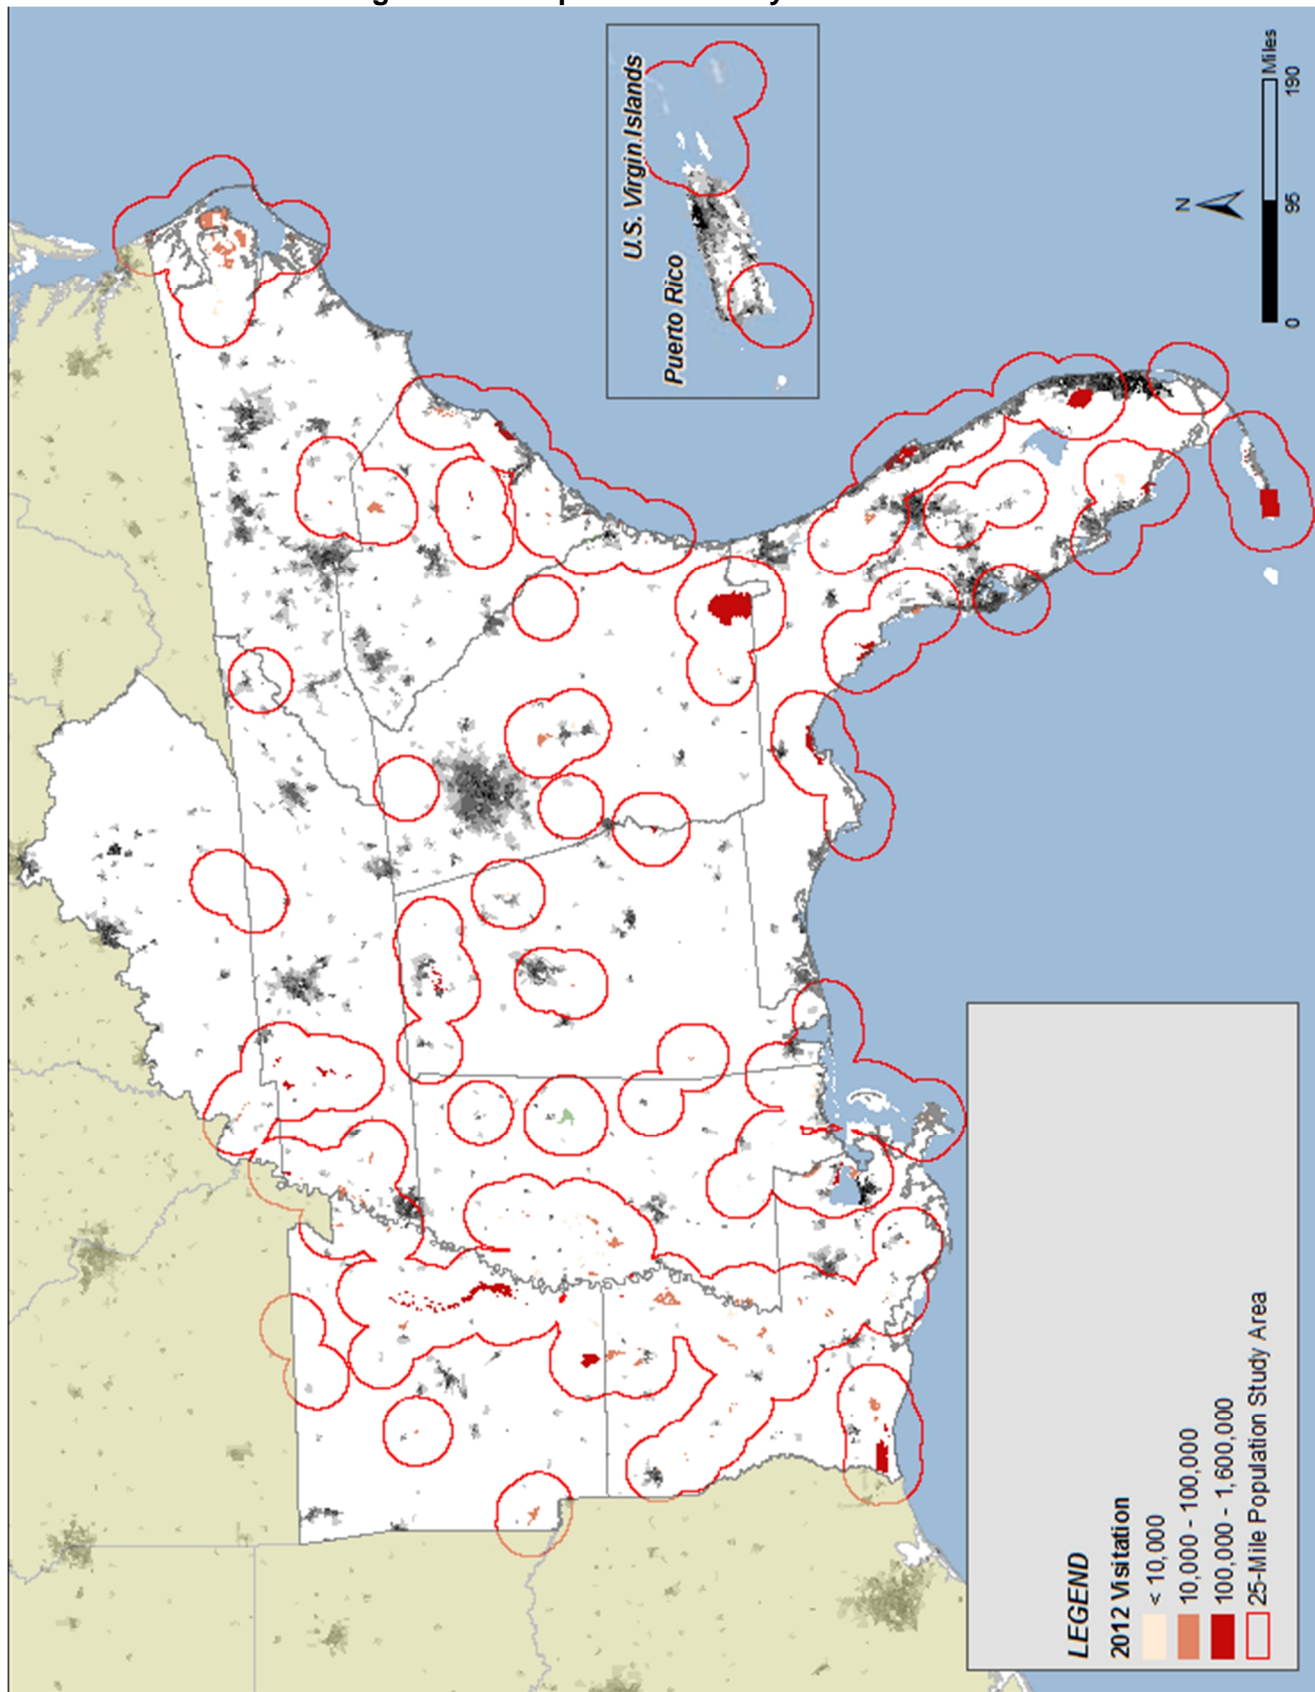 U.S. Virgin Islands
Puerto Rico
N
0 95 190
Miles
LEGEND
2012 Visitation
< 10,000
10,000 - 100,000
100,000 - 1,600,000
25-Mile Population Study Area